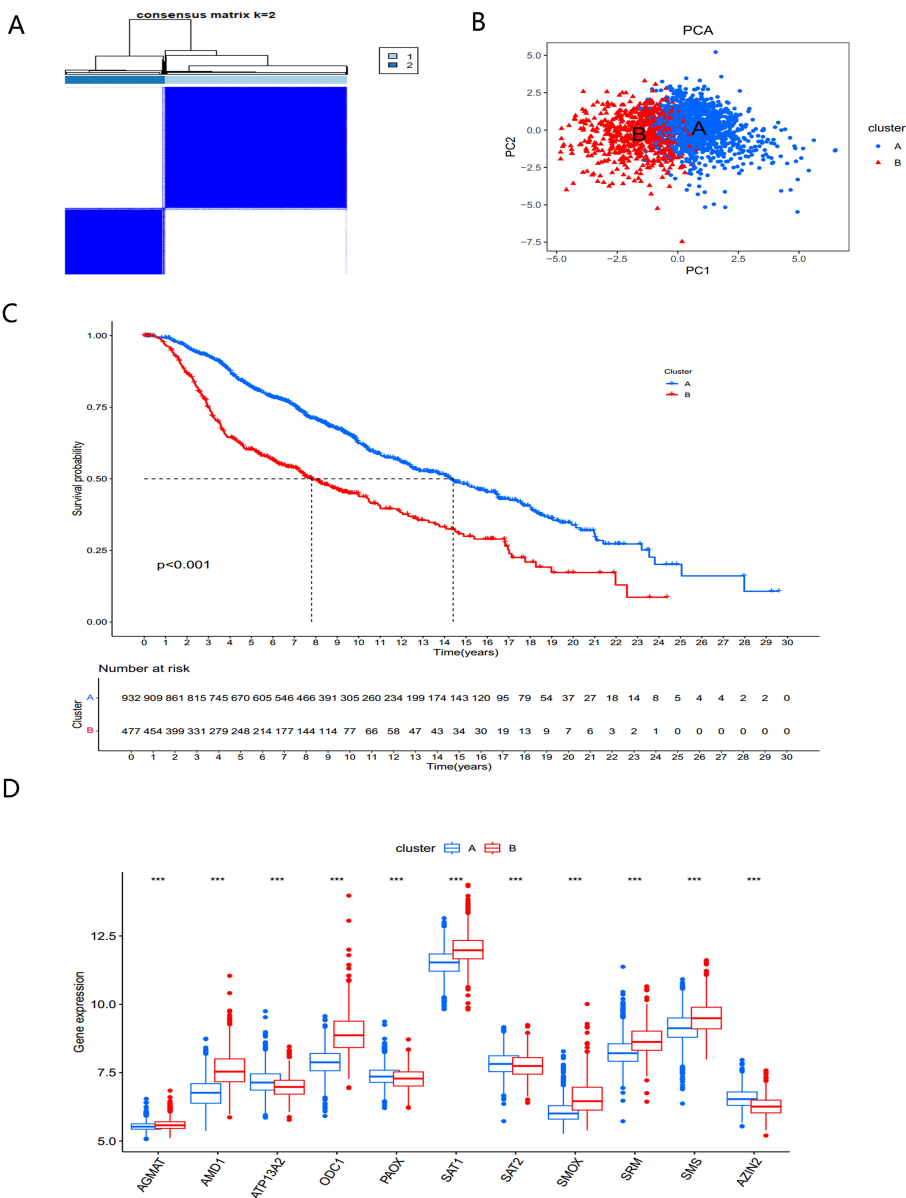 A
consensus matrix k=2
1
2
B
PCA
5.0
2.5
0.0
−2.5
−5.0
−7.5
PC2
B
A
−5.0 −2.5 0.0 2.5 5.0
PC1
cluster
A
B
C
Cluster
A
B
1.00
0.75
0.50
0.25
0.00
Survival probability
p<0.001
0 1 2 3 4 5 6 7 8 9 10 11 12 13 14 15 16 17 18 19 20 21 22 23 24 25 26 27 28 29 30
Time(years)
Number at risk
Cluster
A 932 909 861 815 745 670 605 546 466 391 305 260 234 199 174 143 120 95 79 54 37 27 18 14 8 5 4 4 2 2 0
B 477 454 399 331 279 248 214 177 144 114 77 66 58 47 43 34 30 19 13 9 7 6 3 2 1 0 0 0 0 0 0
0 1 2 3 4 5 6 7 8 9 10 11 12 13 14 15 16 17 18 19 20 21 22 23 24 25 26 27 28 29 30
Time(years)
D
cluster A B
*** *** *** *** *** *** *** *** *** *** ***
12.5
10.0
7.5
5.0
Gene expression
AGMAT AMD1 ATP13A2 ODC1 PAOX SAT1 SAT2 SMOX SRM SMS AZIN2